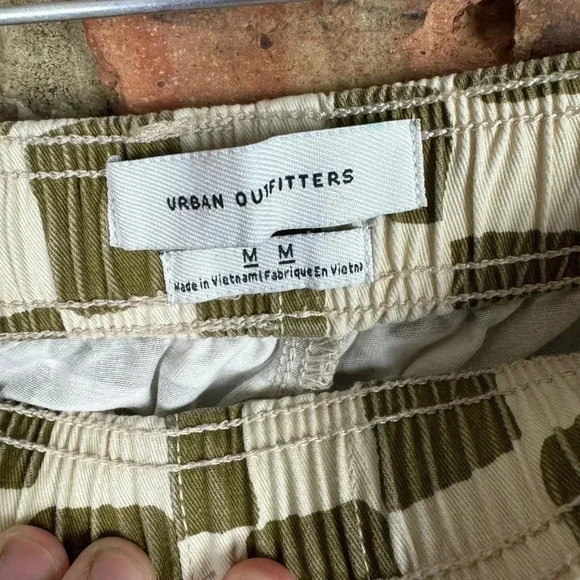 URBAN OUTFITTERS
M M
Made in Vietnam | Fabrique En Vietna